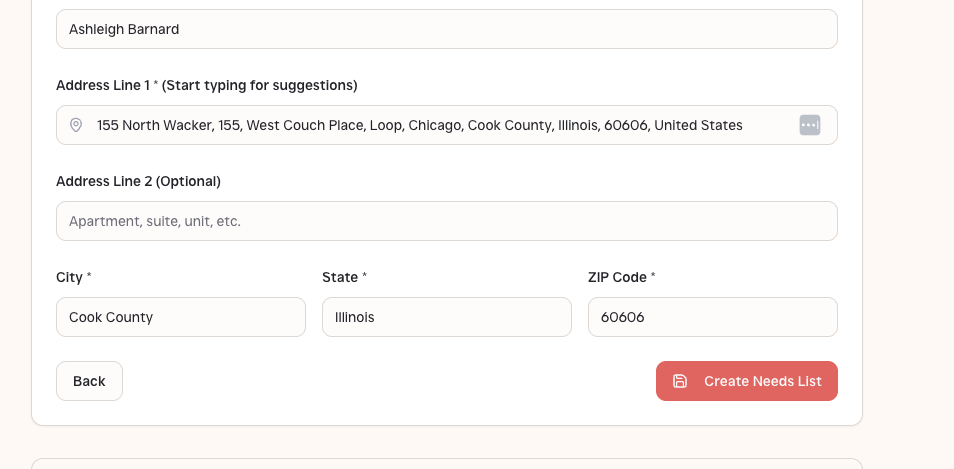 Ashleigh Barnard
Address Line 1 * (Start typing for suggestions)
155 North Wacker, 155, West Couch Place, Loop, Chicago, Cook County, Illinois, 60606, United States
Address Line 2 (Optional)
Apartment, suite, unit, etc.
City * State * ZIP Code *
Cook County Illinois 60606
Back Create Needs List